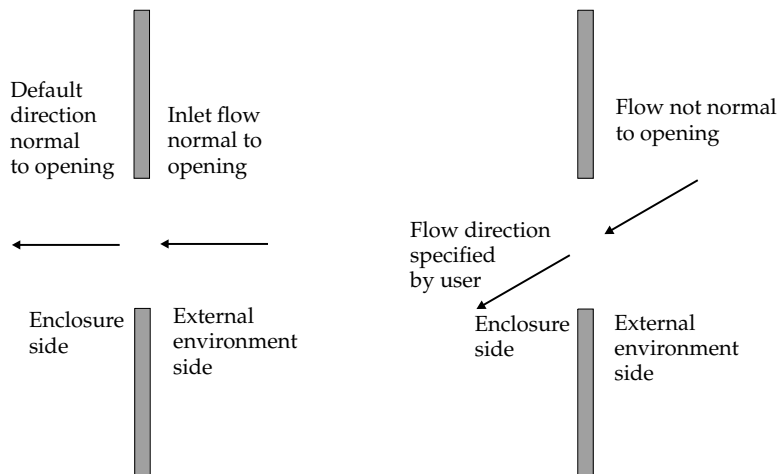 Default
direction
normal
to opening
Inlet flow
normal to
opening
Enclosure
side
External
environment
side
Flow not normal
to opening
Flow direction
specified
by user
Enclosure
side
External
environment
side